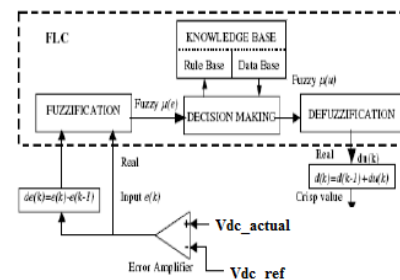 FLC
KNOWLEDGE BASE
Rule Base
Data Base
Fuzzy μ(u)
FUZZIFICATION
Fuzzy μ(e)
DECISION MAKING
DEFUZZIFICATION
Real
Real
du(k)
de(k)=e(k)-e(k-1)
Input e(k)
d(k)=d(k-1)+du(k)
Crisp value
+
Vdc_actual
-
Error Amplifier
Vdc_ref